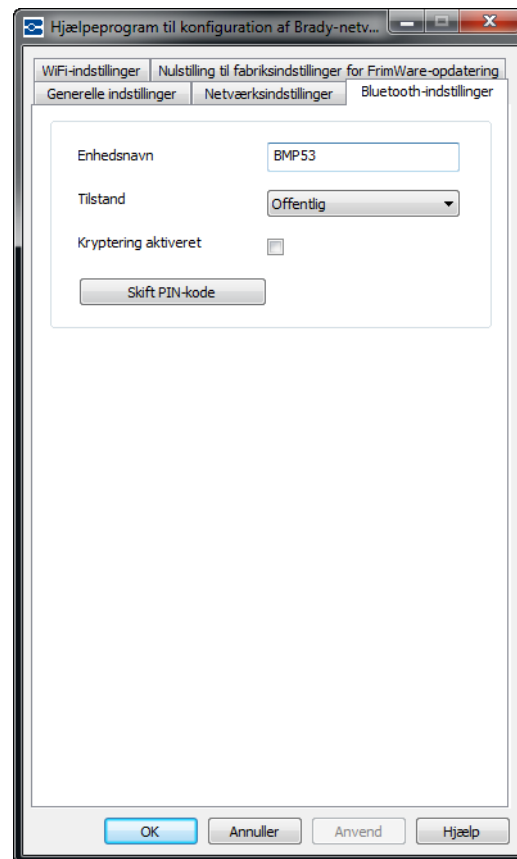 Hjælpeprogram til konfiguration af Brady-netv...
WiFi-indstillinger Nulstilling til fabriksindstillinger for FrimWare-opdatering
Generelle indstillinger Netværksindstillinger Bluetooth-indstillinger
Enhedsnavn BMP53
Tilstand Offentlig
Kryptering aktiveret
Skift PIN-kode
OK Annuller Anvend Hjælp